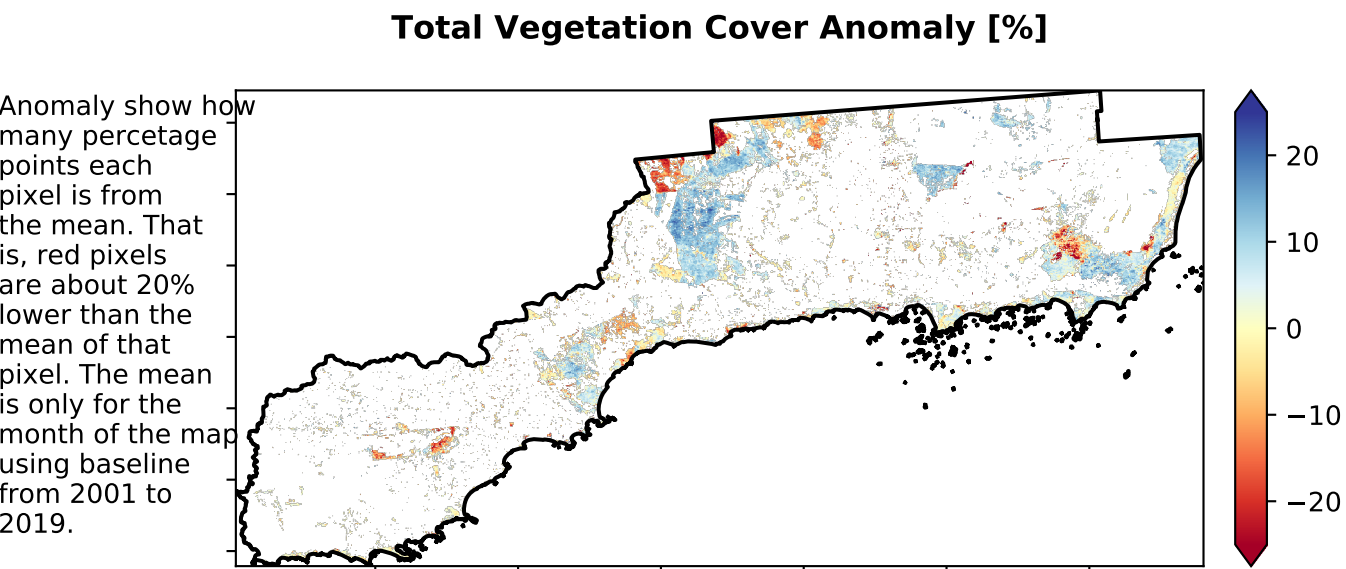 Total Vegetation Cover Anomaly [%]
Anomaly show how
many percetage
points each
pixel is from
the mean. That
is, red pixels
are about 20%
lower than the
mean of that
pixel. The mean
is only for the
month of the map
using baseline
from 2001 to
2019.
20
10
0
−10
−20